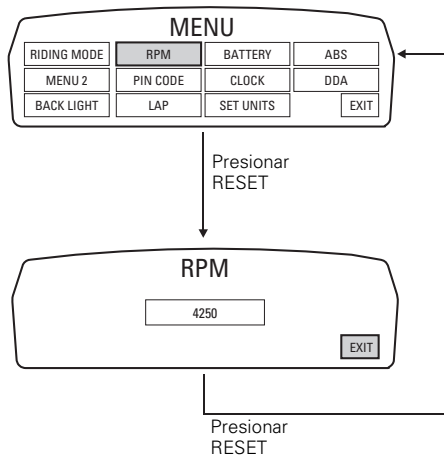 MENU
RIDING MODE RPM BATTERY ABS
MENU 2 PIN CODE CLOCK DDA
BACK LIGHT LAP SET UNITS EXIT
Presionar
RESET
RPM
4250
EXIT
Presionar
RESET